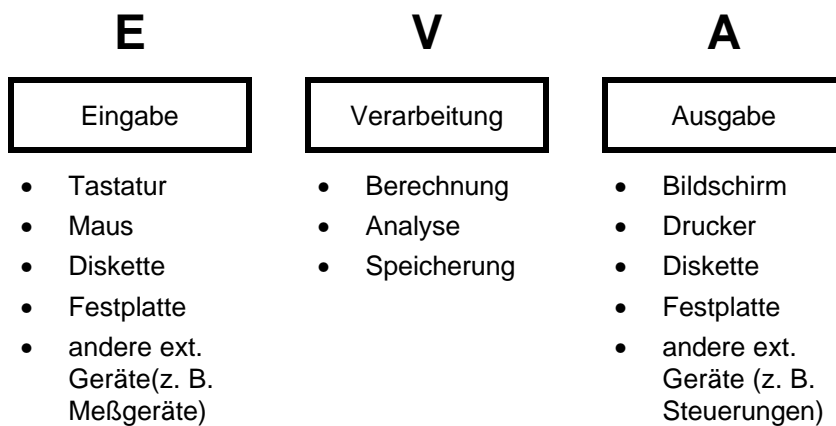 E
Eingabe
• Tastatur
• Maus
• Diskette
• Festplatte
• andere ext.
Geräte(z. B.
Meßgeräte)
V
Verarbeitung
• Berechnung
• Analyse
• Speicherung
A
Ausgabe
• Bildschirm
• Drucker
• Diskette
• Festplatte
• andere ext.
Geräte (z. B.
Steuerungen)